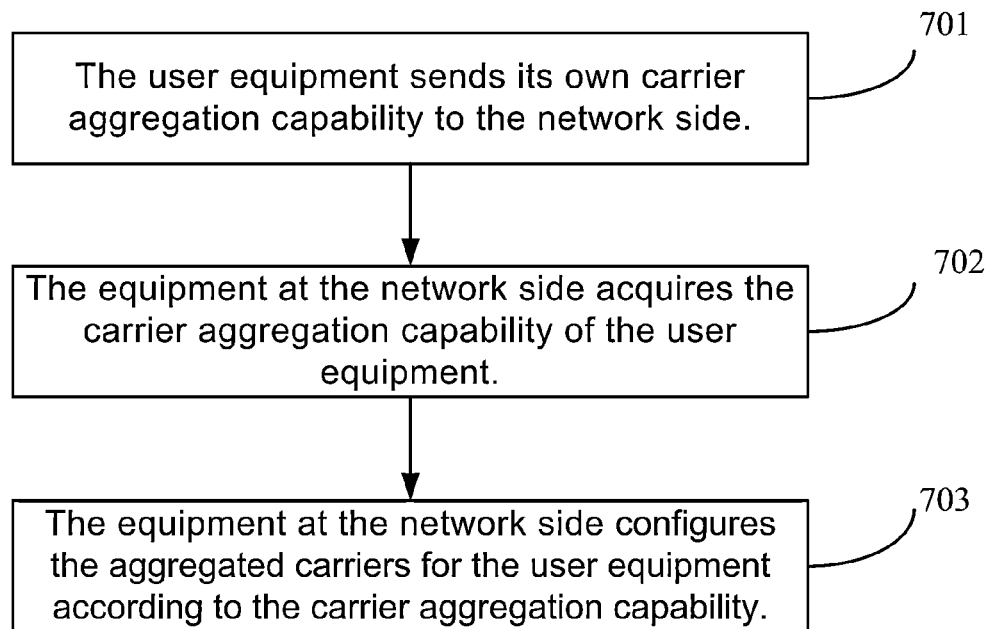 701
The user equipment sends its own carrier
aggregation capability to the network side.
702
The equipment at the network side acquires the
carrier aggregation capability of the user
equipment.
703
The equipment at the network side configures
the aggregated carriers for the user equipment
according to the carrier aggregation capability.